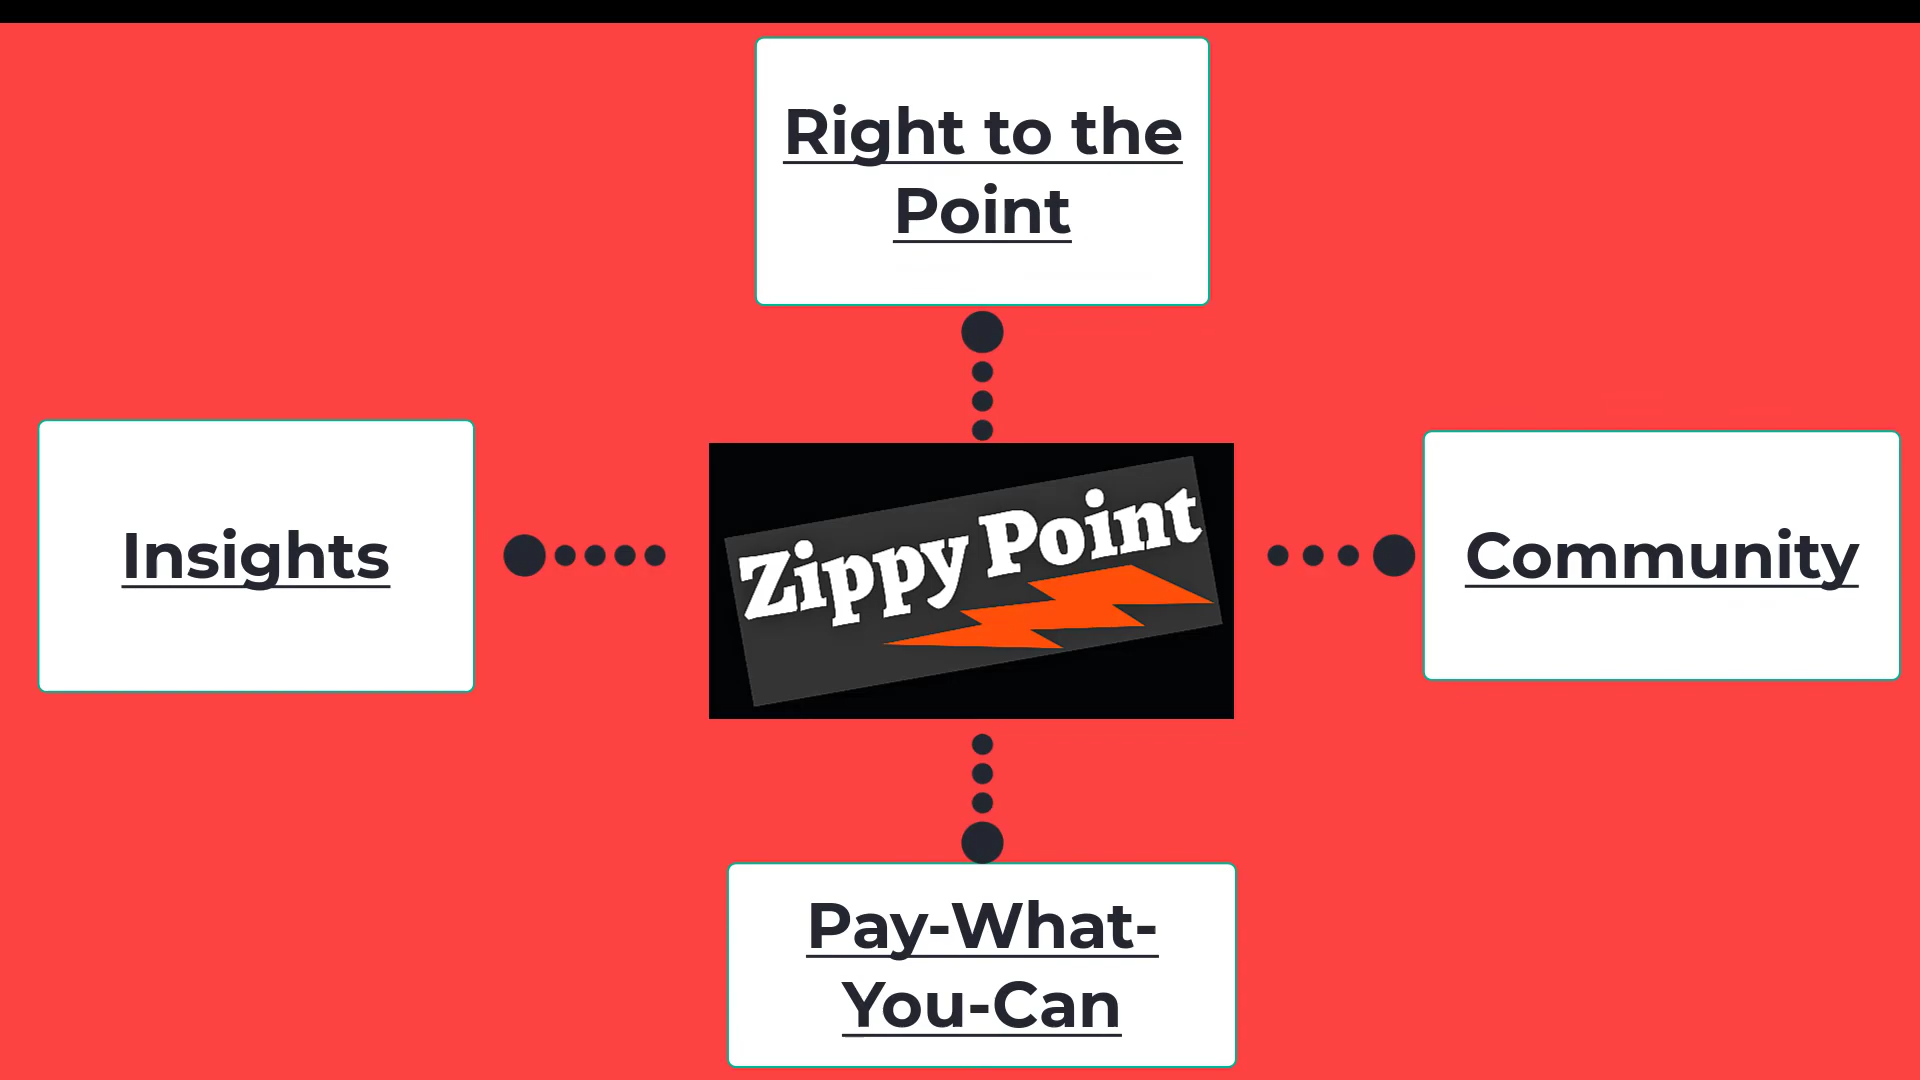 Right to the
Point
Insights
Zippy Point
Community
Pay-What-
You-Can